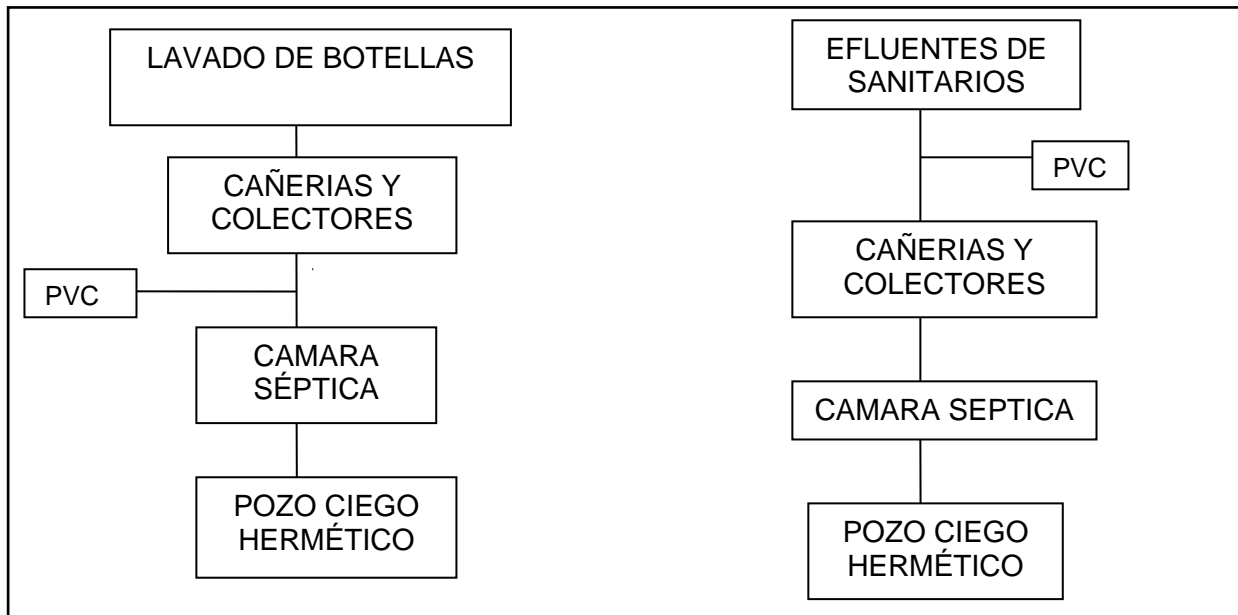 LAVADO DE BOTELLAS
CAÑERIAS Y
COLECTORES
PVC
CAMARA
SÉPTICA
POZO CIEGO
HERMÉTICO
EFLUENTES DE
SANITARIOS
PVC
CAÑERIAS Y
COLECTORES
CAMARA SEPTICA
POZO CIEGO
HERMÉTICO